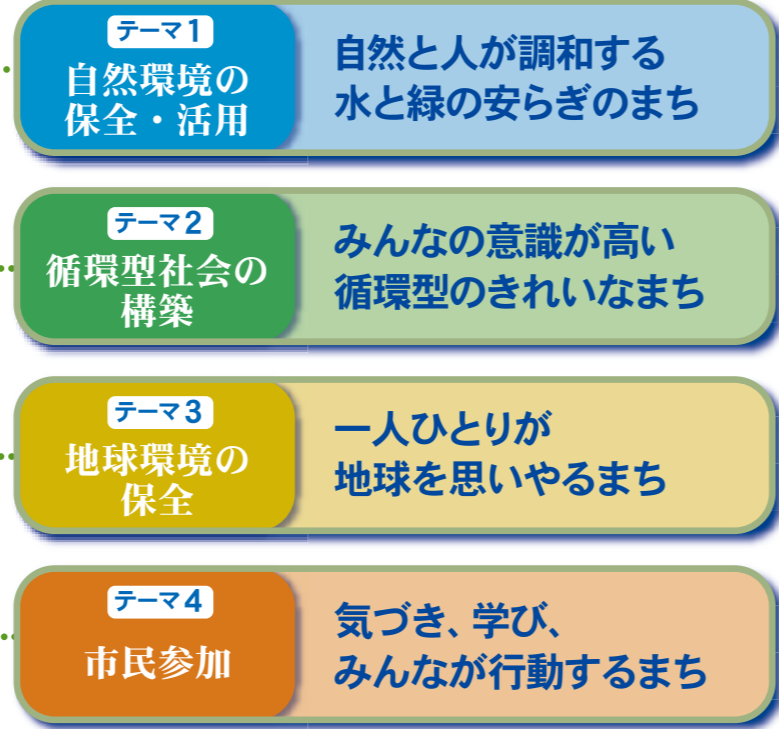 テーマ1
自然環境の
保全・活用
自然と人が調和する
水と緑の安らぎのまち
テーマ2
循環型社会の
構築
みんなの意識が高い
循環型のきれいなまち
テーマ3
地球環境の
保全
一人ひとりが
地球を思いやるまち
テーマ4
市民参加
気づき、学び、
みんなが行動するまち